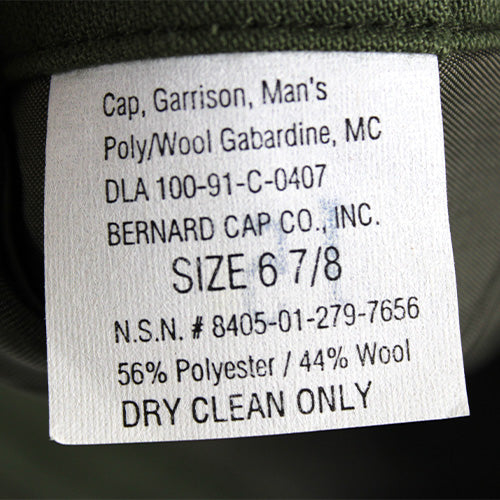 Cap, Garrison, Man's
Poly/Wool Gabardine, MC
DLA 100-91-C-0407
BERNARD CAP CO., INC.
SIZE 6 7/8
N.S.N. # 8405-01-279-7656
56% Polyester / 44% Wool
DRY CLEAN ONLY